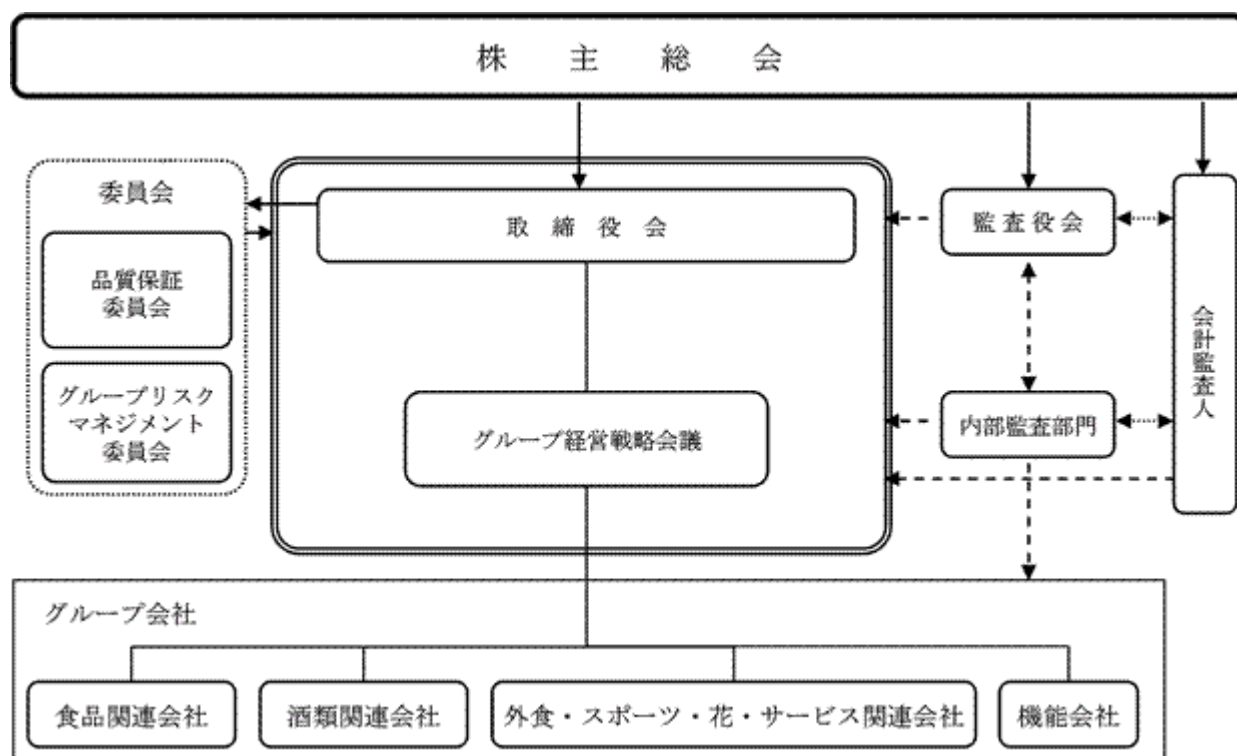 株主総会
委員会
取締役会
監査役会
品質保証
委員会
会計監査人
グループリスク
マネジメント
委員会
グループ経営戦略会議
内部監査部門
グループ会社
食品関連会社
酒類関連会社
外食・スポーツ・花・サービス関連会社
機能会社